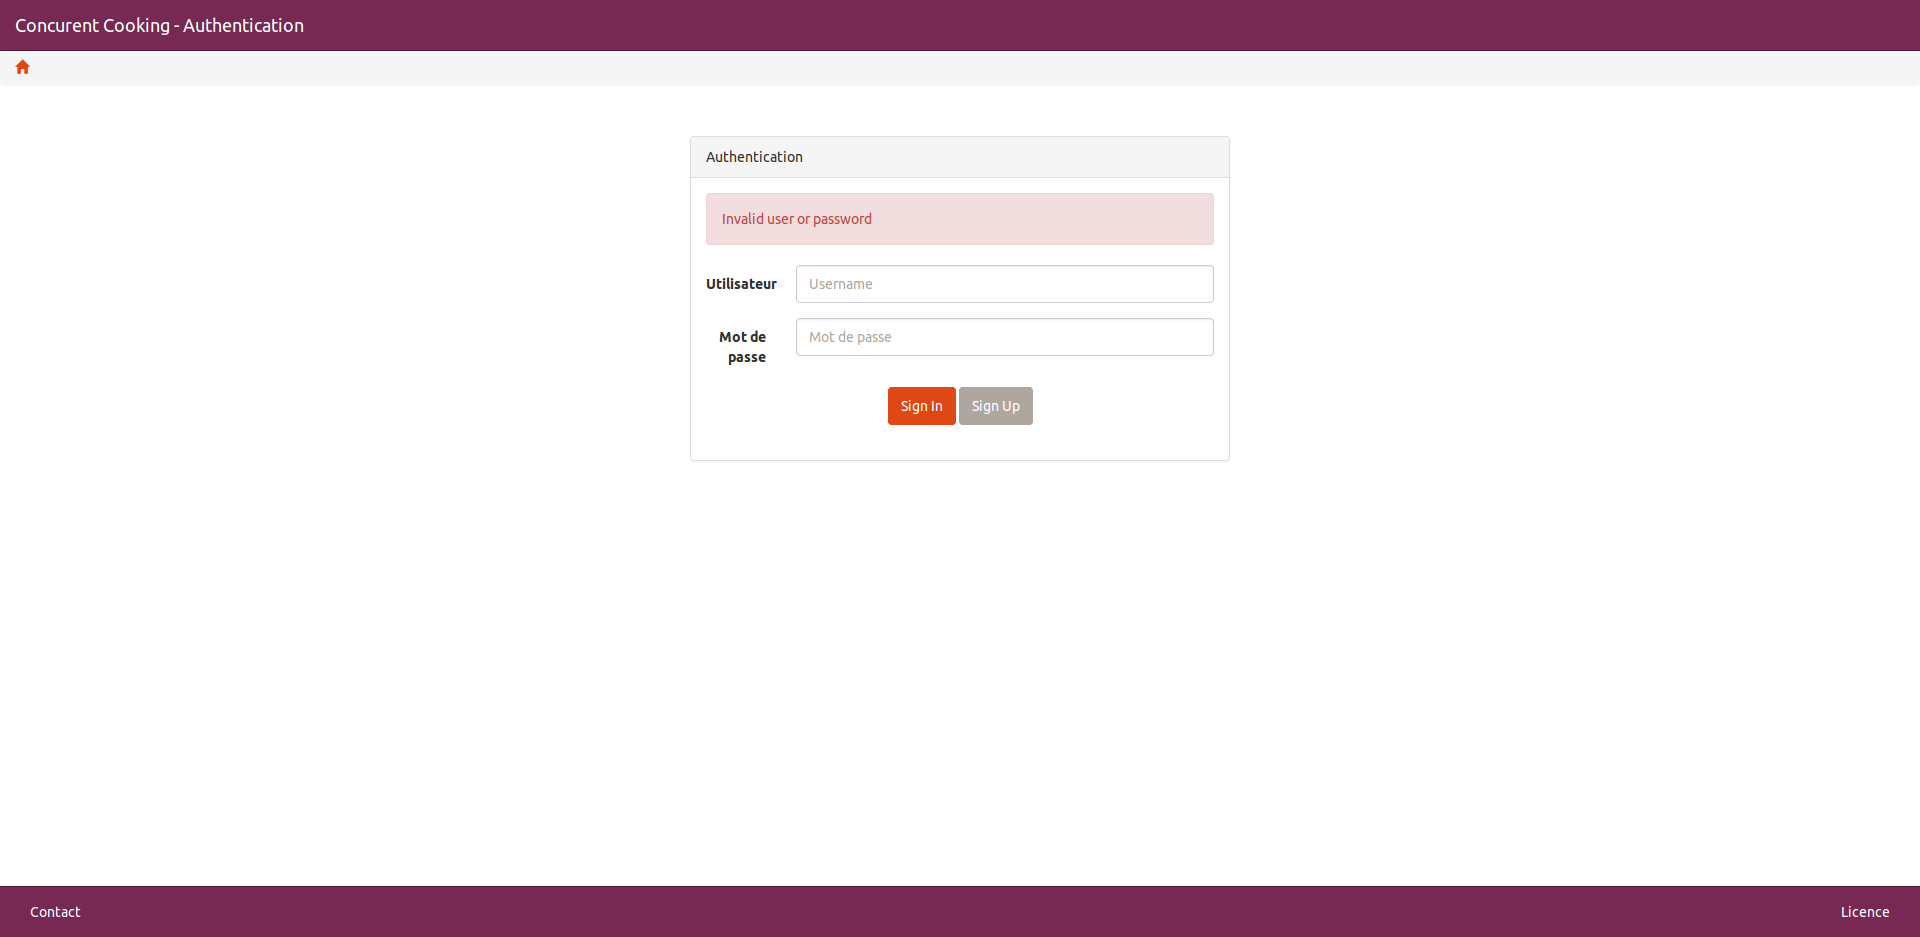 Concurent Cooking - Authentication
Authentication
Invalid user or password
Utilisateur
Username
Mot de
passe
Mot de passe
Sign In
Sign Up
Contact
Licence